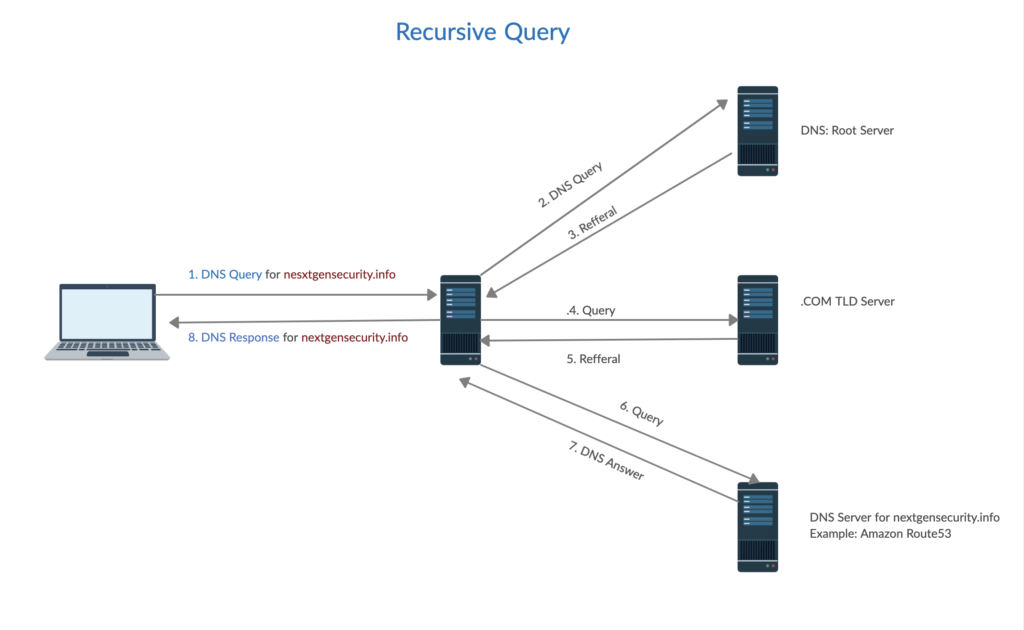 Recursive Query
DNS: Root Server
2. DNS Query
3. Refferal
1. DNS Query for nesxtgensecurity.info
8. DNS Response for nextgensecurity.info
.4. Query
5. Refferal
.COM TLD Server
6. Query
7. DNS Answer
DNS Server for nextgensecurity.info
Example: Amazon Route53